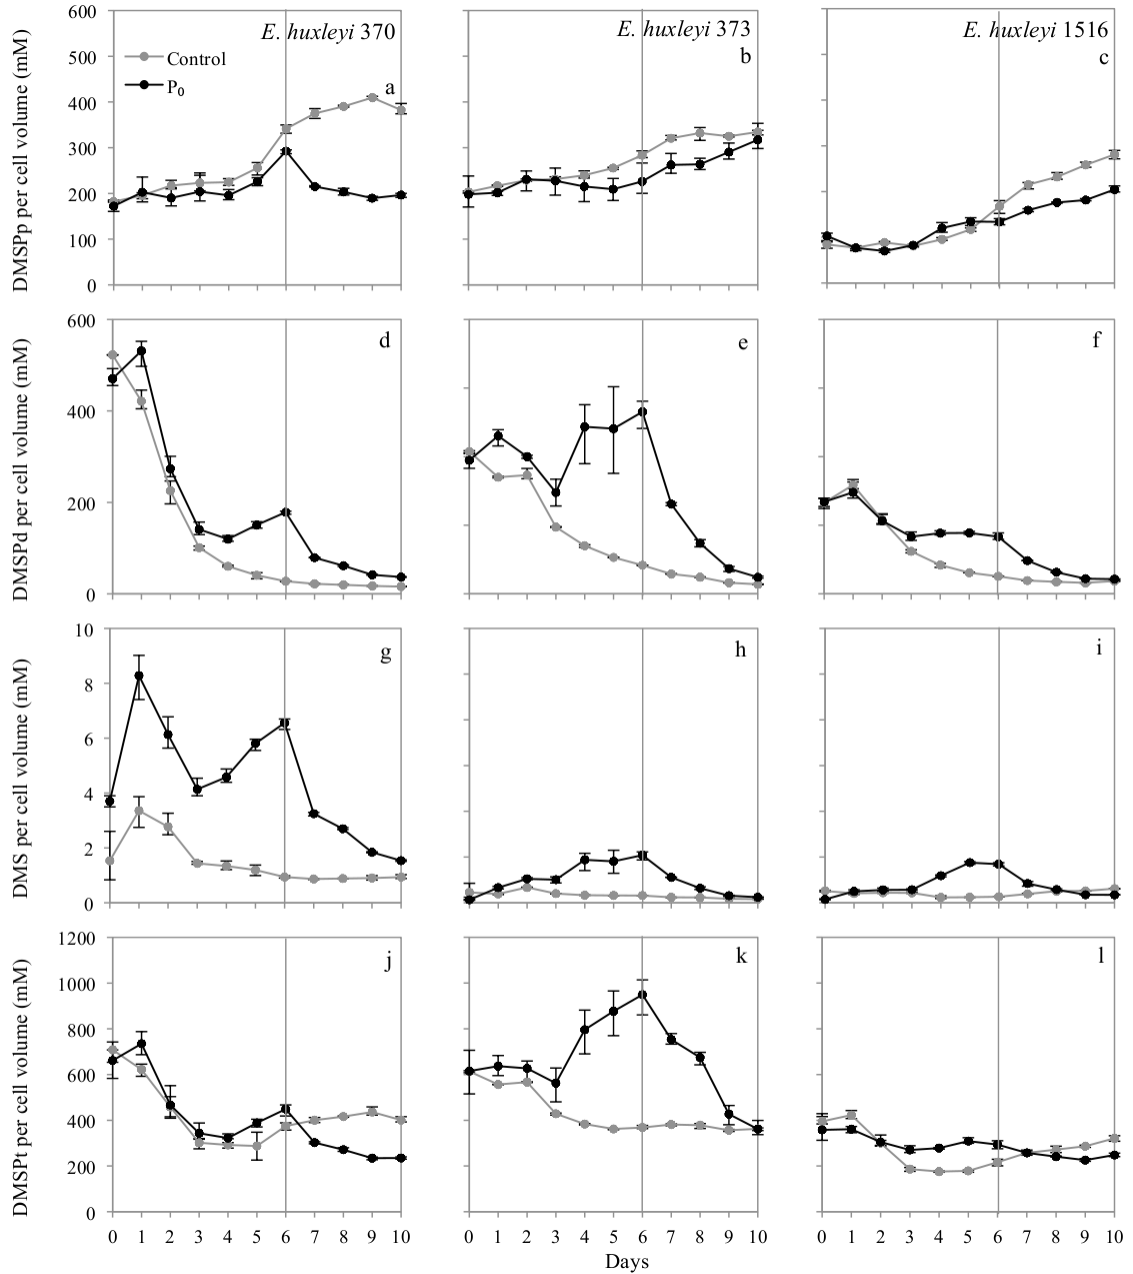 E. huxleyi 370
E. huxleyi 373
E. huxleyi 1516
Control
P₀
a
b
c
DMSPp per cell volume (mM)
600
500
400
300
200
100
0
d
e
f
DMSPd per cell volume (mM)
600
400
200
0
g
h
i
DMS per cell volume (mM)
10
8
6
4
2
0
j
k
l
DMSPt per cell volume (mM)
1200
1000
800
600
400
200
0
0 1 2 3 4 5 6 7 8 9 10
0 1 2 3 4 5 6 7 8 9 10
0 1 2 3 4 5 6 7 8 9 10
Days